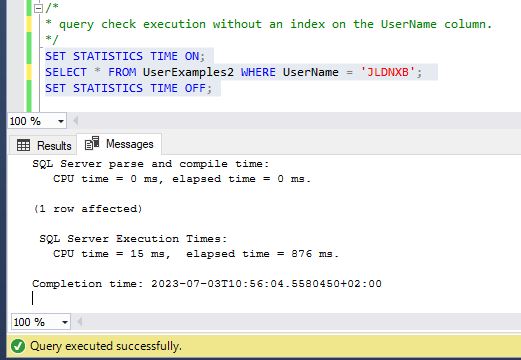 /*
* query check execution without an index on the UserName column.
*/
SET STATISTICS TIME ON;
SELECT * FROM UserExamples2 WHERE UserName = 'JLDNXB';
SET STATISTICS TIME OFF;
100 %
Results Messages
SQL Server parse and compile time:
CPU time = 0 ms, elapsed time = 0 ms.
(1 row affected)
SQL Server Execution Times:
CPU time = 15 ms, elapsed time = 876 ms.
Completion time: 2023-07-03T10:56:04.5580450+02:00
100 %
Query executed successfully.